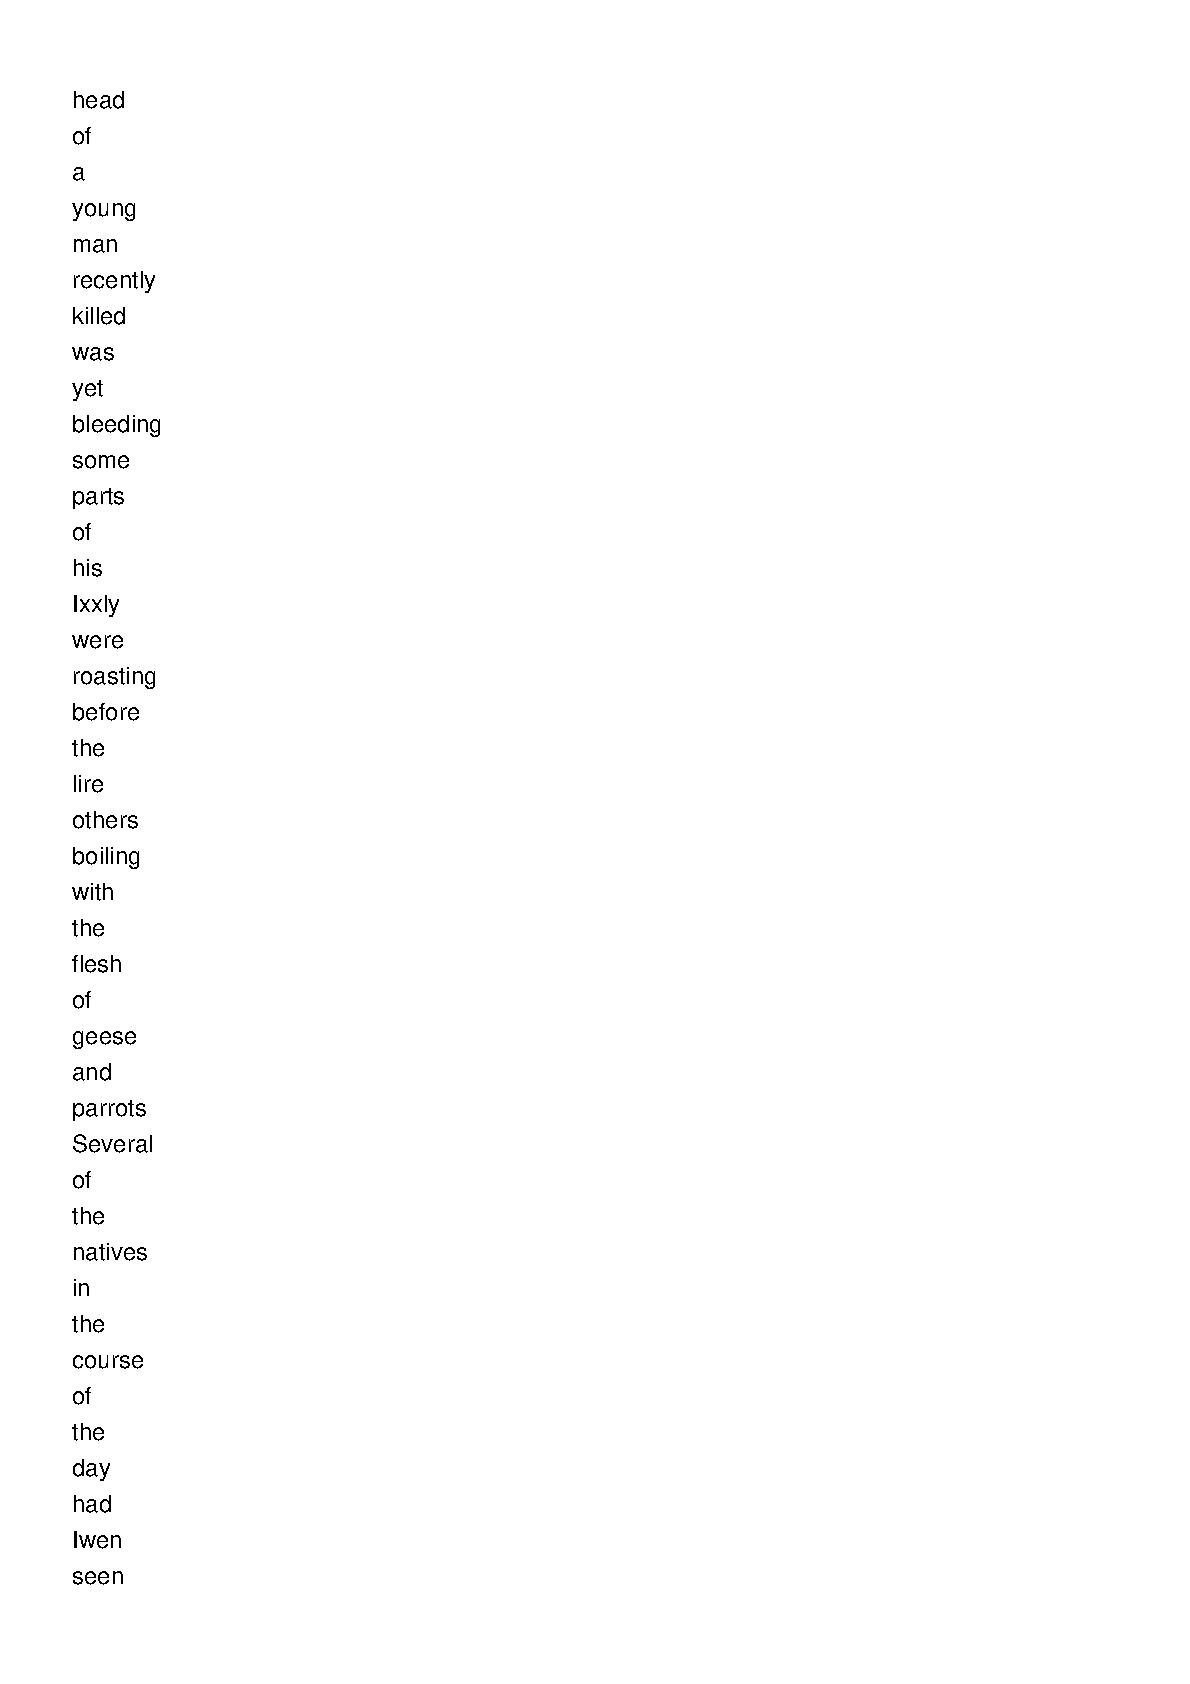 head
of
a
young
man
recently
killed
was
yet
bleeding
some
parts
of
his
Ixxly
were
roasting
before
the
lire
others
boiling
with
the
flesh
of
geese
and
parrots
Several
of
the
natives
in
the
course
of
the
day
had
Iwen
seen